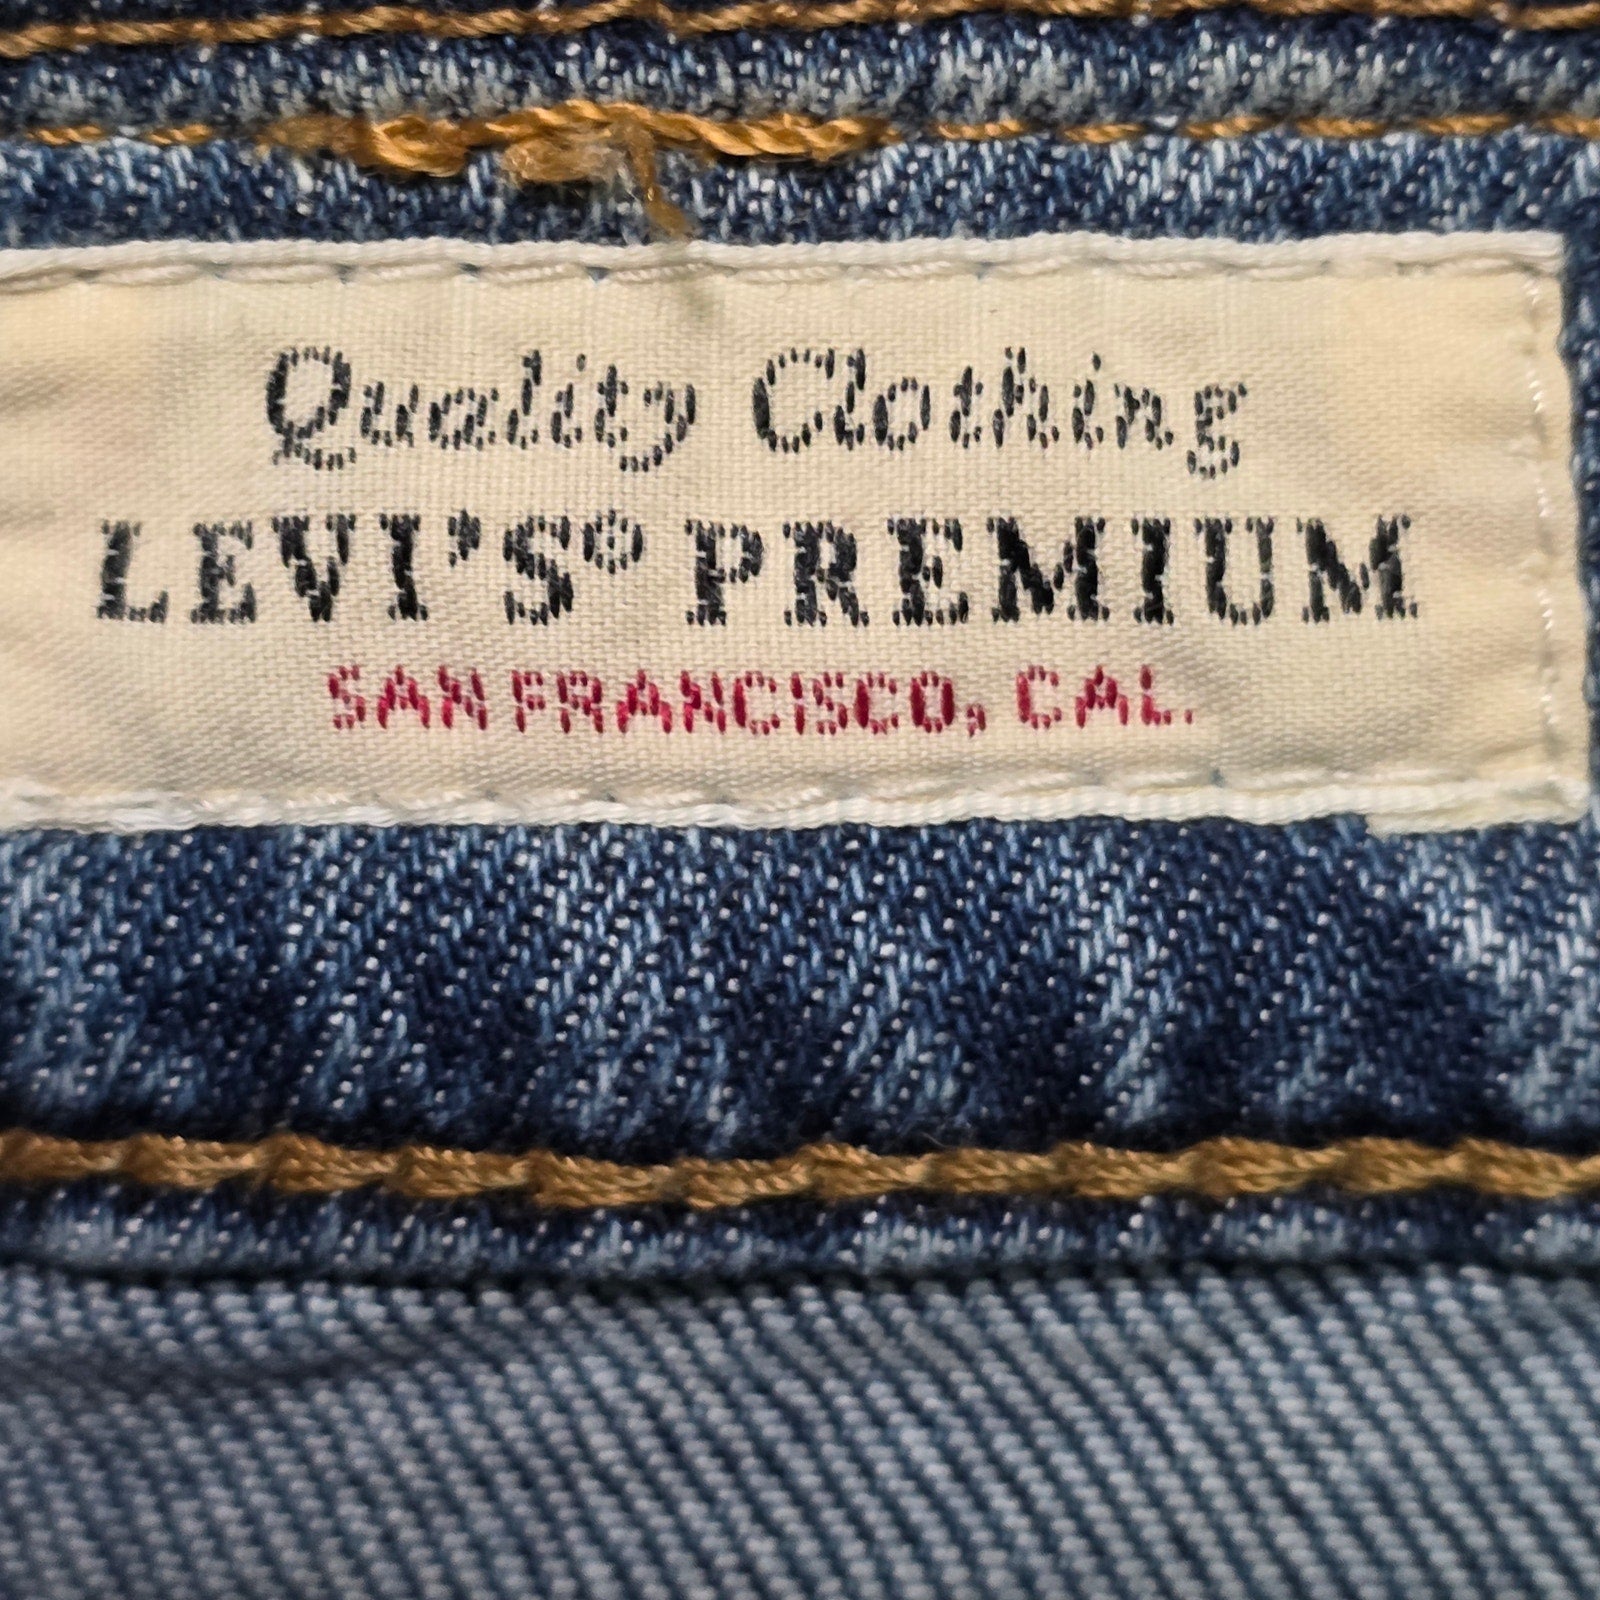 Quality Clothing
LEVI'S® PREMIUM
SAN FRANCISCO, CAL.